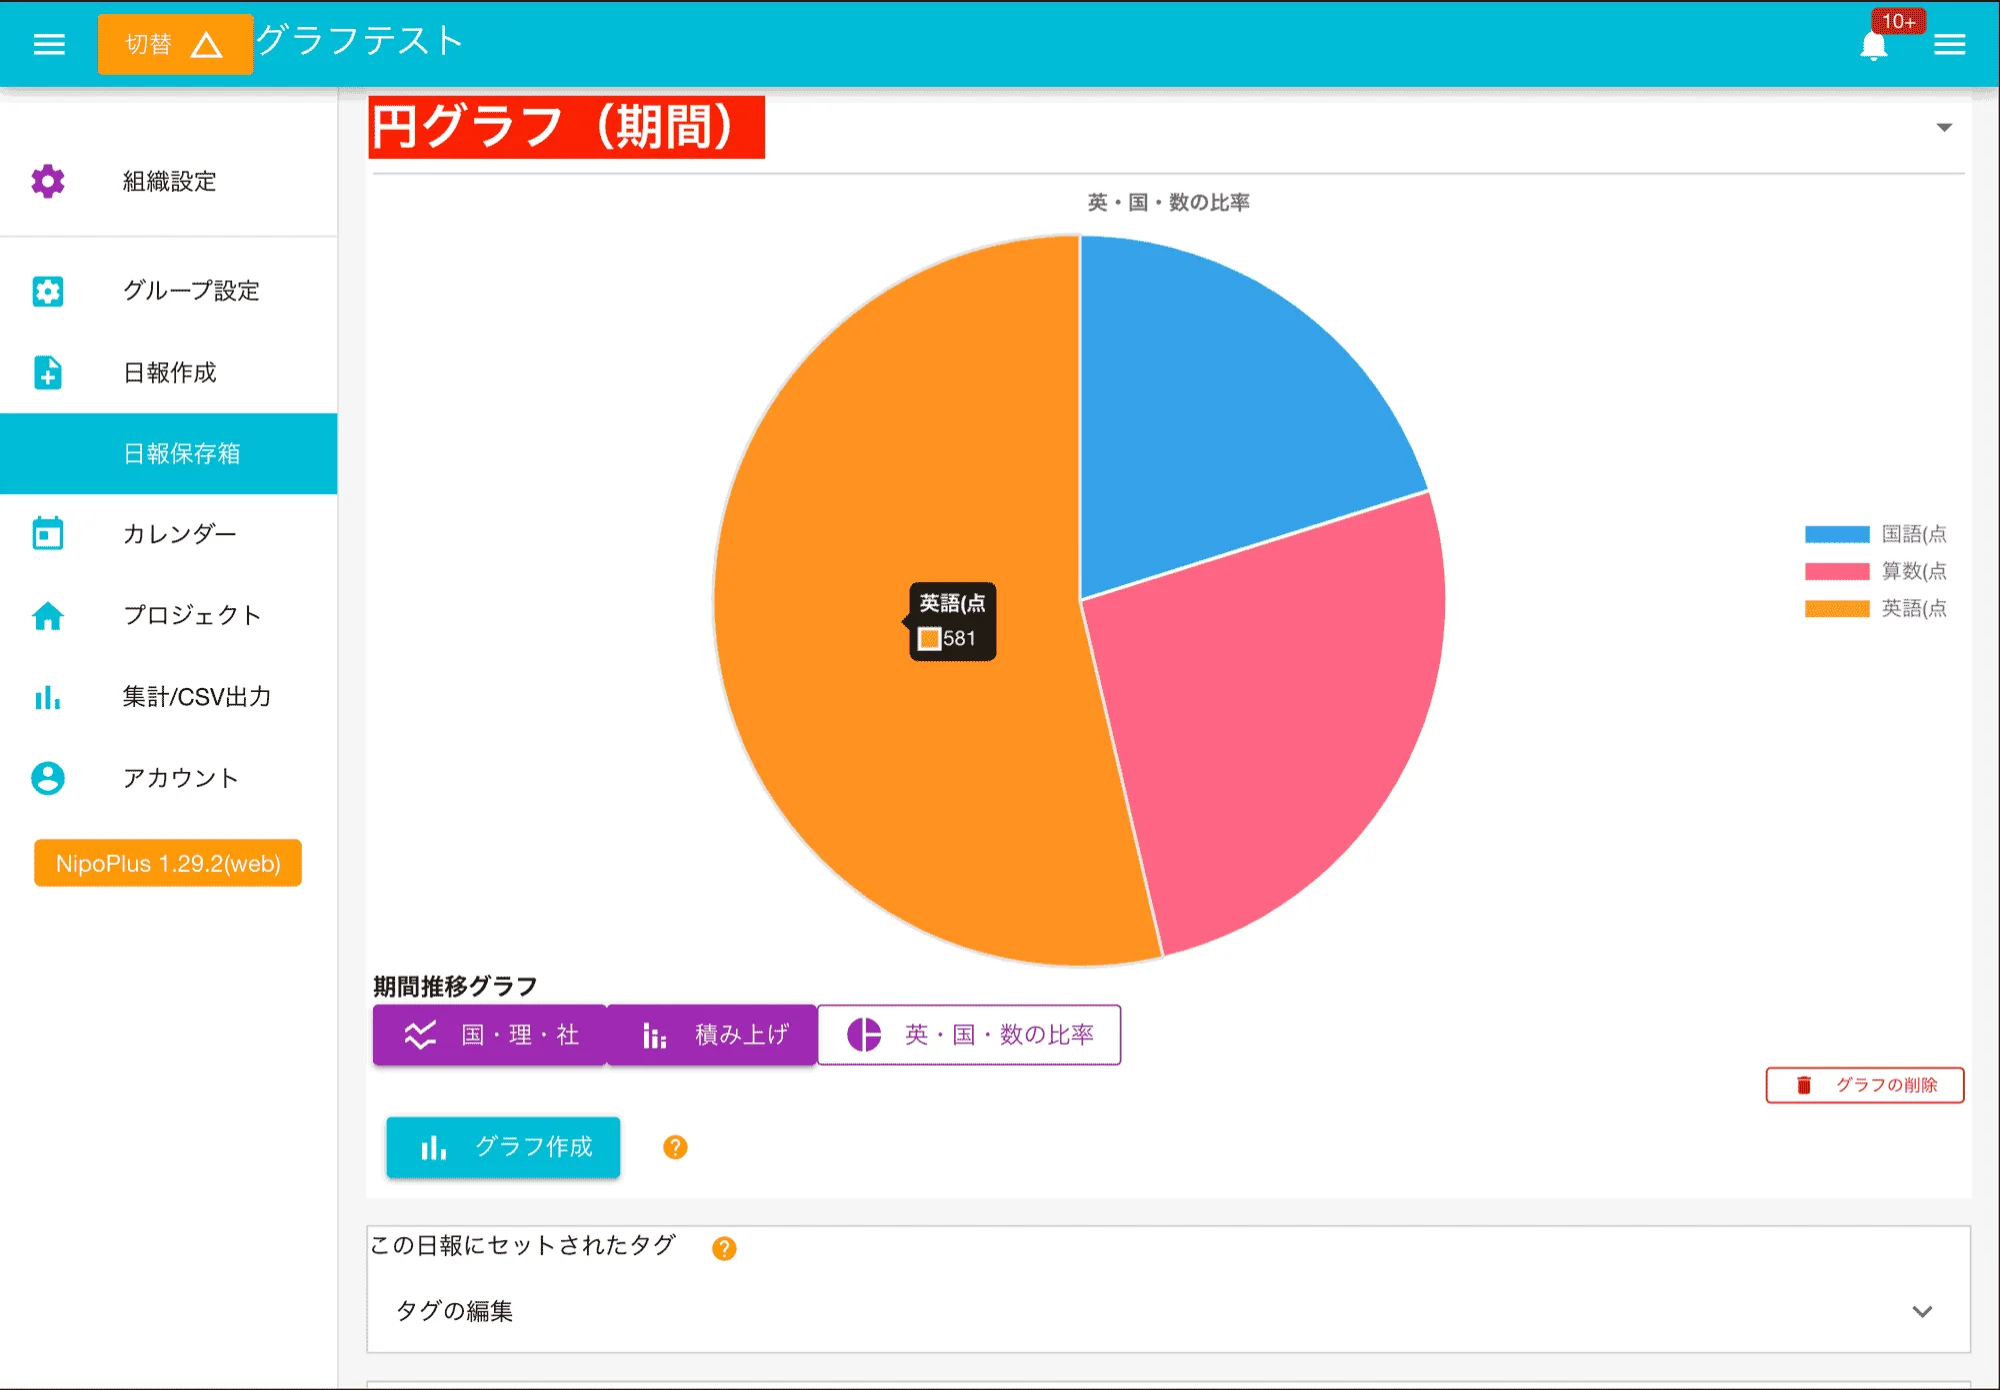 切替
グラフテスト
10+
円グラフ（期間）
組織設定
グループ設定
日報作成
日報保存箱
カレンダー
プロジェクト
集計/CSV出力
アカウント
NipoPlus 1.29.2(web)
英・国・数の比率
英語(点
581
国語(点
算数(点
英語(点
期間推移グラフ
国・理・社
積み上げ
英・国・数の比率
グラフの削除
グラフ作成
?
この日報にセットされたタグ
?
タグの編集